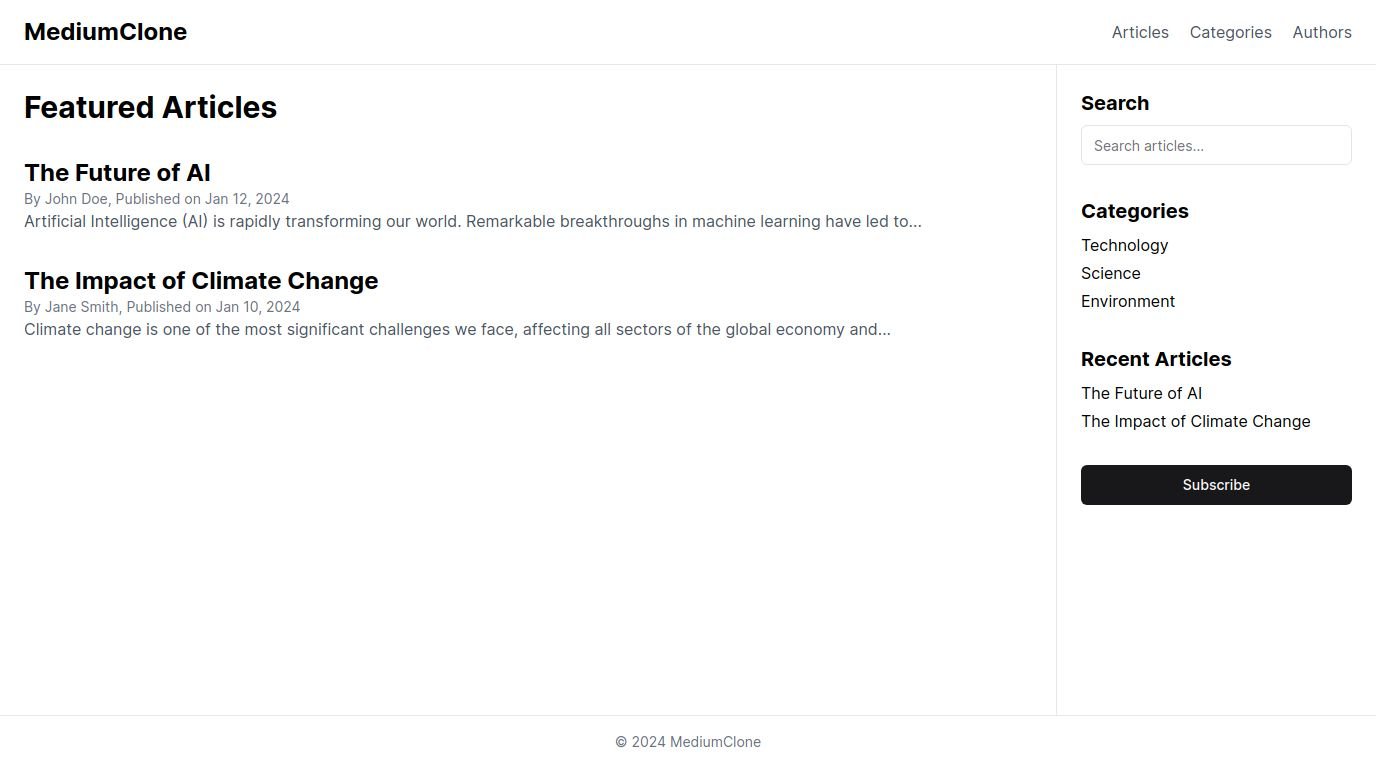 MediumClone
Articles Categories Authors
Featured Articles
The Future of AI
By John Doe, Published on Jan 12, 2024
Artificial Intelligence (AI) is rapidly transforming our world. Remarkable breakthroughs in machine learning have led to...
The Impact of Climate Change
By Jane Smith, Published on Jan 10, 2024
Climate change is one of the most significant challenges we face, affecting all sectors of the global economy and...
Search
Search articles...
Categories
Technology
Science
Environment
Recent Articles
The Future of AI
The Impact of Climate Change
Subscribe
© 2024 MediumClone